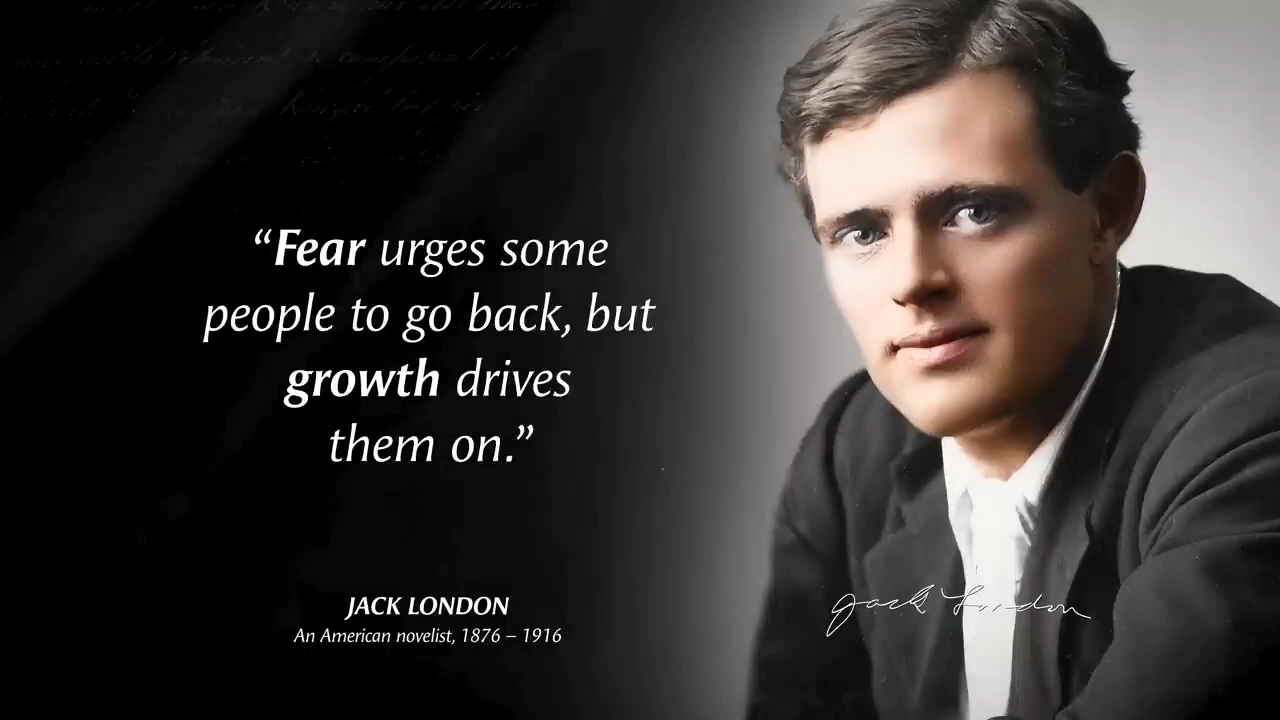 “Fear urges some
people to go back, but
growth drives
them on.”
JACK LONDON
An American novelist, 1876 – 1916
Jack London